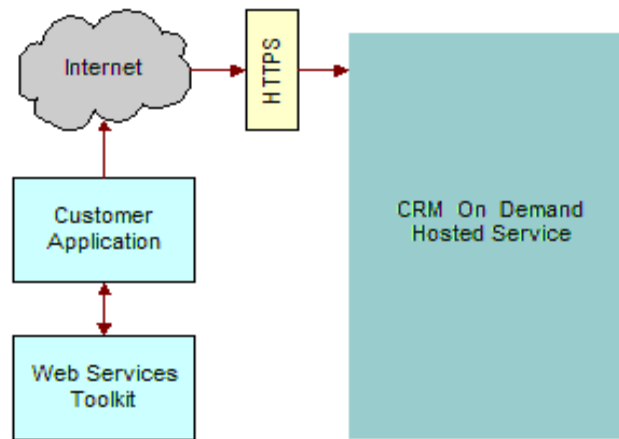 Internet
HTTPS
Customer
Application
CRM On Demand
Hosted Service
Web Services
Toolkit